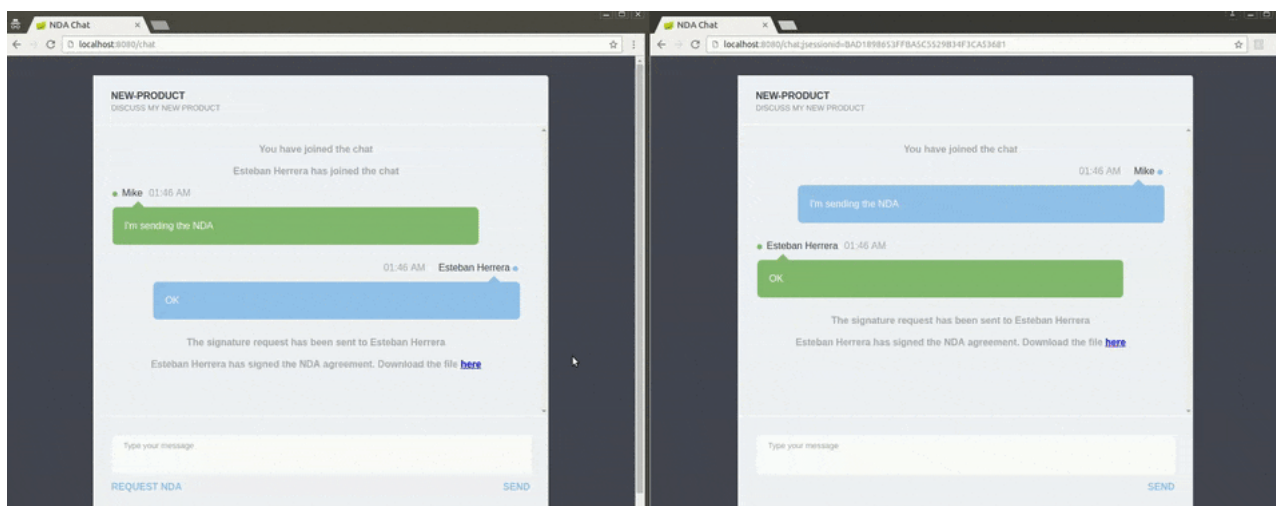 NDA Chat
localhost:8080/chat
NEW-PRODUCT
DISCUSS MY NEW PRODUCT
You have joined the chat
Esteban Herrera has joined the chat
Mike 01:46 AM
I'm sending the NDA
01:46 AM Esteban Herrera
OK
The signature request has been sent to Esteban Herrera
Esteban Herrera has signed the NDA agreement. Download the file here
Type your message
REQUEST NDA SEND
NDA Chat
NEW-PRODUCT
DISCUSS MY NEW PRODUCT
You have joined the chat
01:46 AM Mike
I'm sending the NDA
Esteban Herrera 01:46 AM
OK
The signature request has been sent to Esteban Herrera
Esteban Herrera has signed the NDA agreement. Download the file here
Type your message
SEND